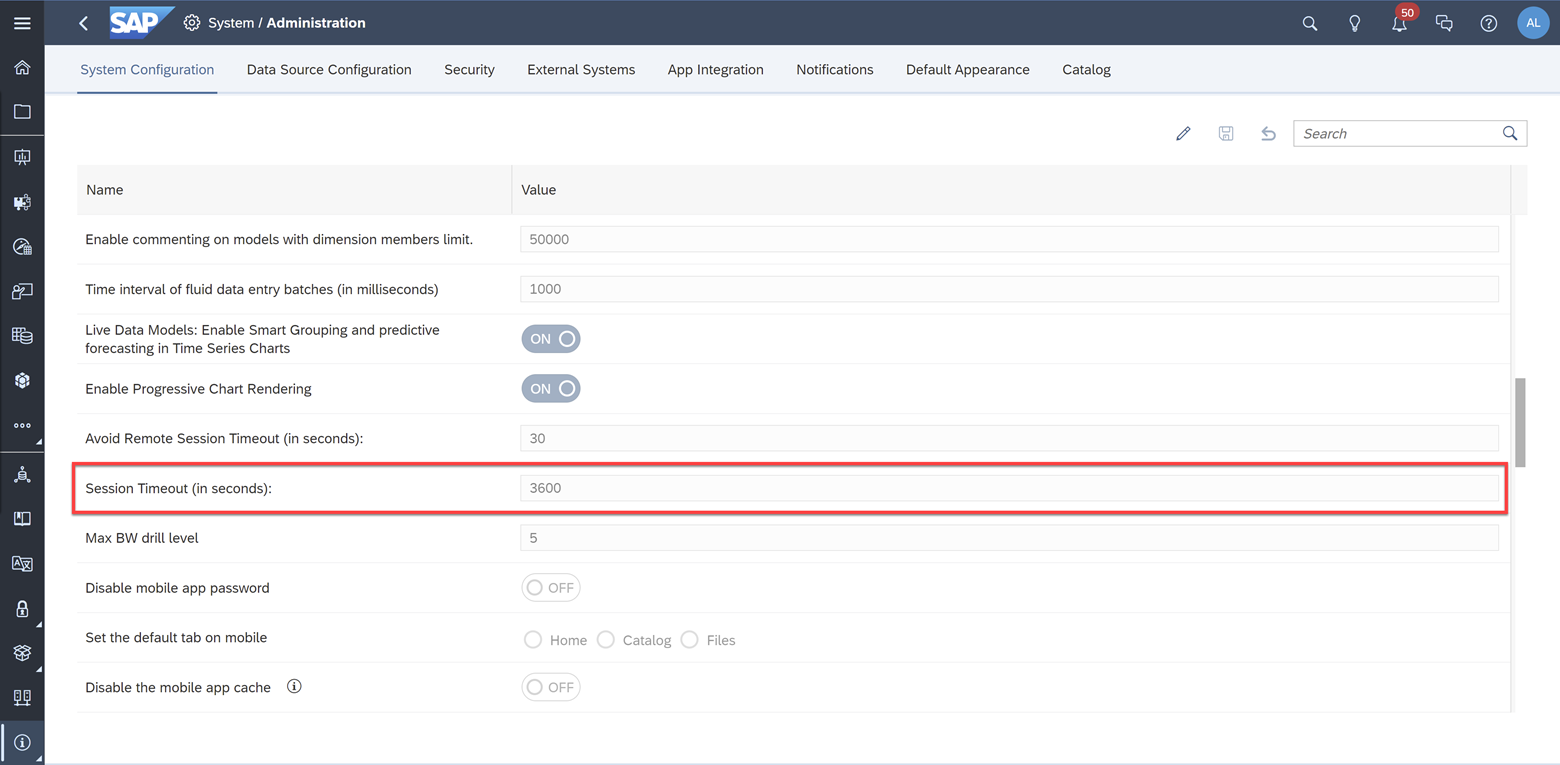 SAP System / Administration 50 AL
System Configuration Data Source Configuration Security External Systems App Integration Notifications Default Appearance Catalog
Search
Name Value
Enable commenting on models with dimension members limit. 50000
Time interval of fluid data entry batches (in milliseconds) 1000
Live Data Models: Enable Smart Grouping and predictive
forecasting in Time Series Charts ON
Enable Progressive Chart Rendering ON
Avoid Remote Session Timeout (in seconds): 30
Session Timeout (in seconds): 3600
Max BW drill level 5
Disable mobile app password OFF
Set the default tab on mobile Home Catalog Files
Disable the mobile app cache OFF